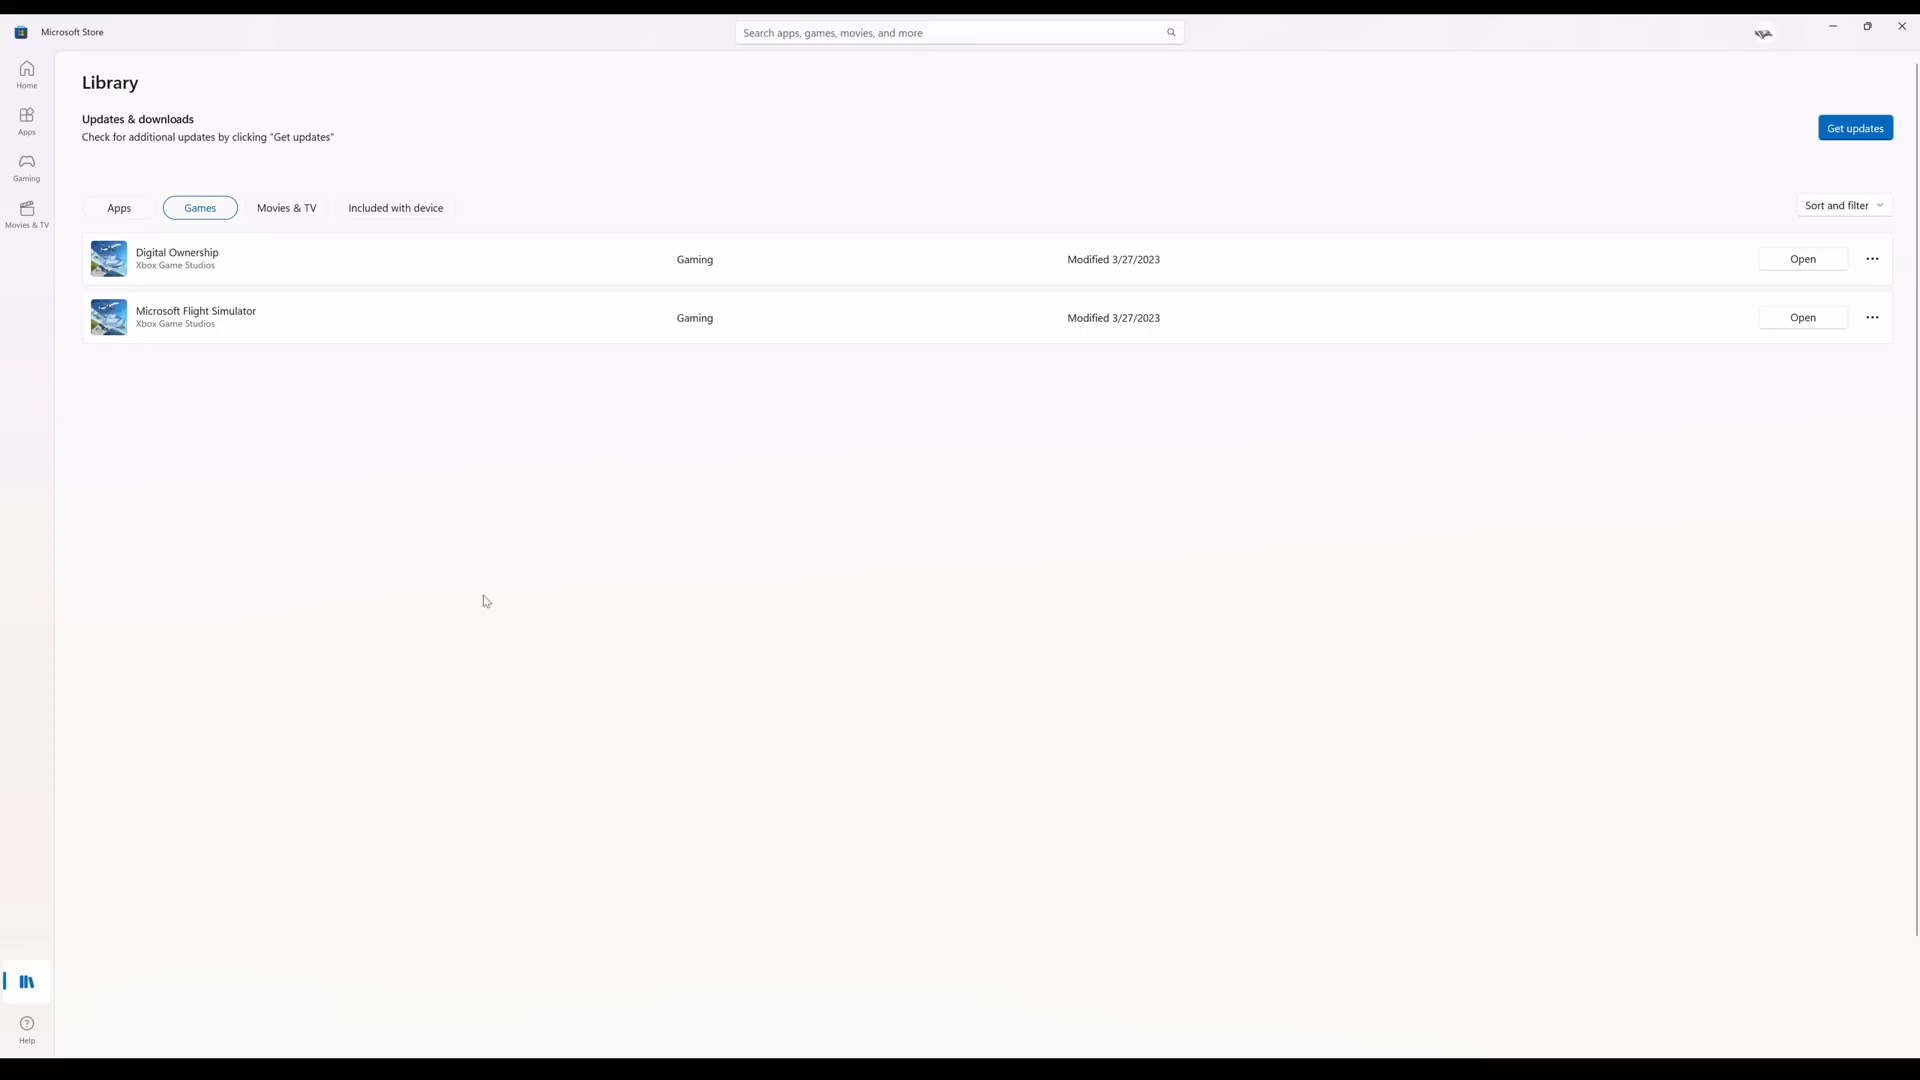 Microsoft Store
Search apps, games, movies, and more
Home
Apps
Gaming
Movies & TV
Library
Updates & downloads
Check for additional updates by clicking "Get updates"
Get updates
Apps
Games
Movies & TV
Included with device
Sort and filter
Digital Ownership
Xbox Game Studios
Gaming
Modified 3/27/2023
Open
Microsoft Flight Simulator
Xbox Game Studios
Gaming
Modified 3/27/2023
Open
Help